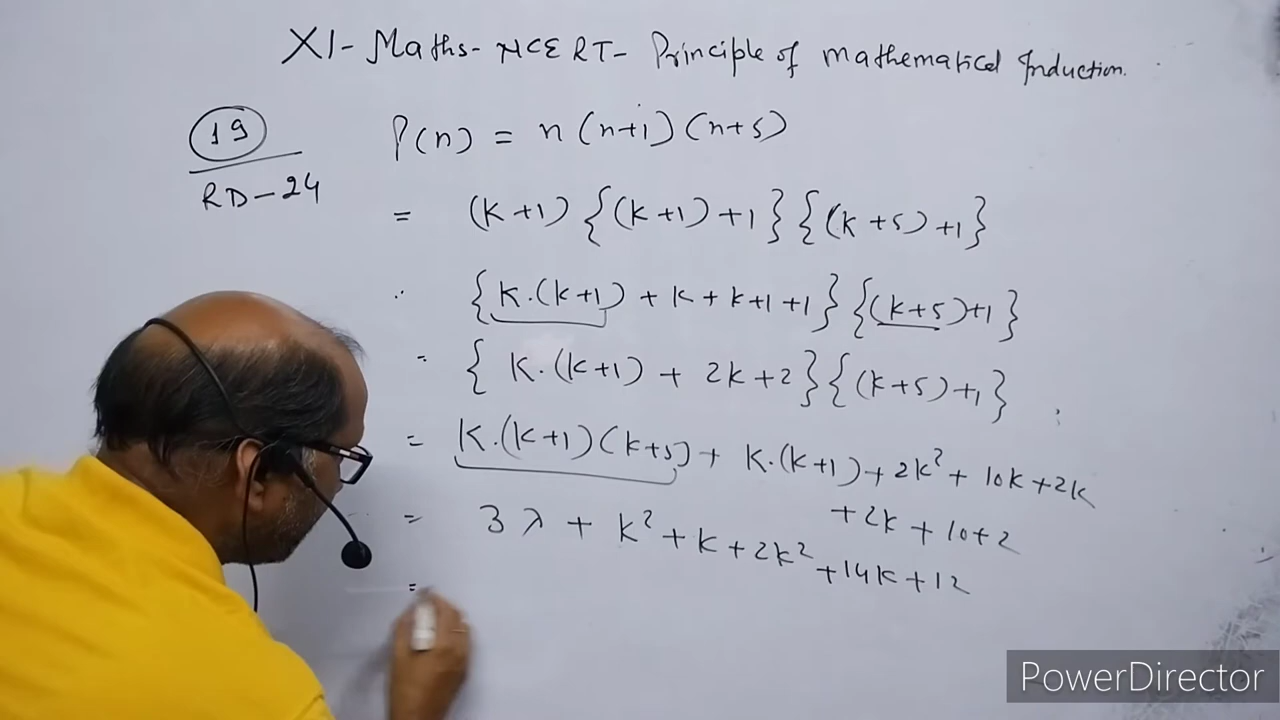 XI - Maths - NCERT - Principle of mathematical Induction.
19
RD - 24
P(n) = n (n+1) (n+5)
= (k+1) {(k+1) +1} {(k+5) +1}
∴ {k.(k+1) + k + k+1 +1} {(k+5)+1}
= { k.(k+1) + 2k+2} {(k+5)+1}
= k.(k+1)(k+5) + k.(k+1) + 2k² + 10k + 2k
+ 2k + 10+2
= 3λ + k² + k + 2k² + 14k + 12
=
PowerDirector